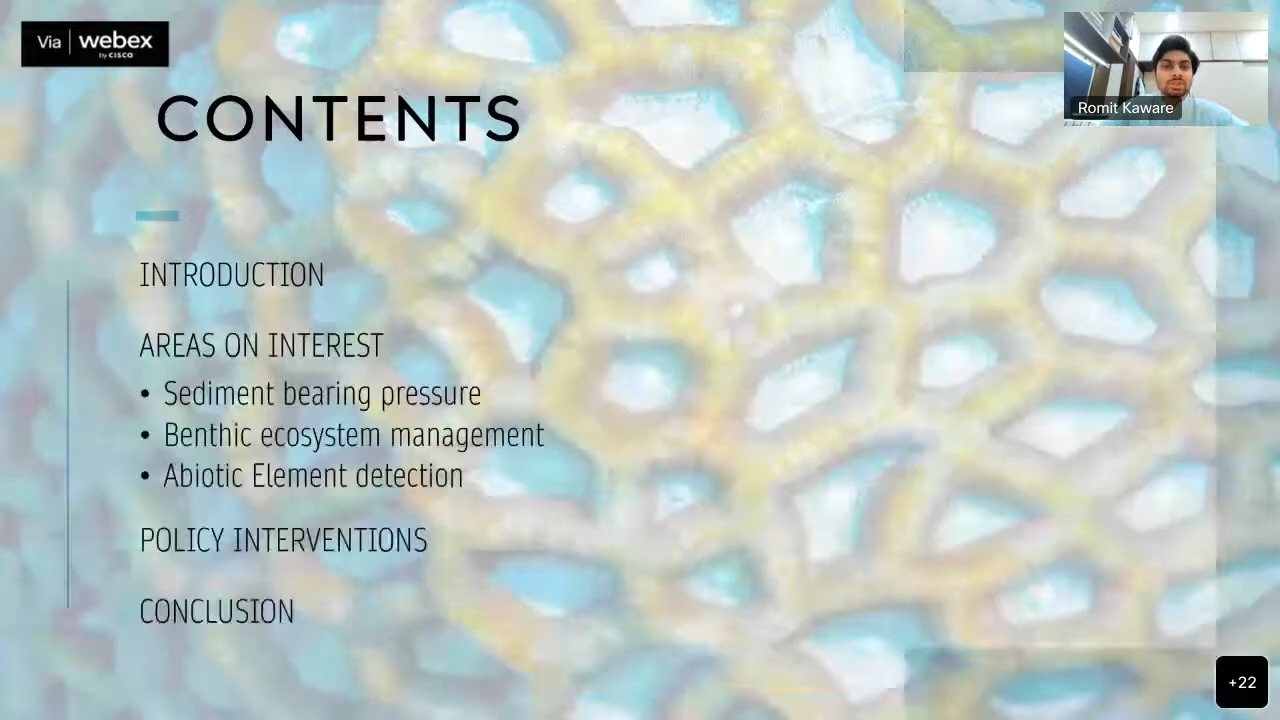 Via | webex
by CISCO
Romit Kaware
CONTENTS
INTRODUCTION
AREAS ON INTEREST
• Sediment bearing pressure
• Benthic ecosystem management
• Abiotic Element detection
POLICY INTERVENTIONS
CONCLUSION
+22